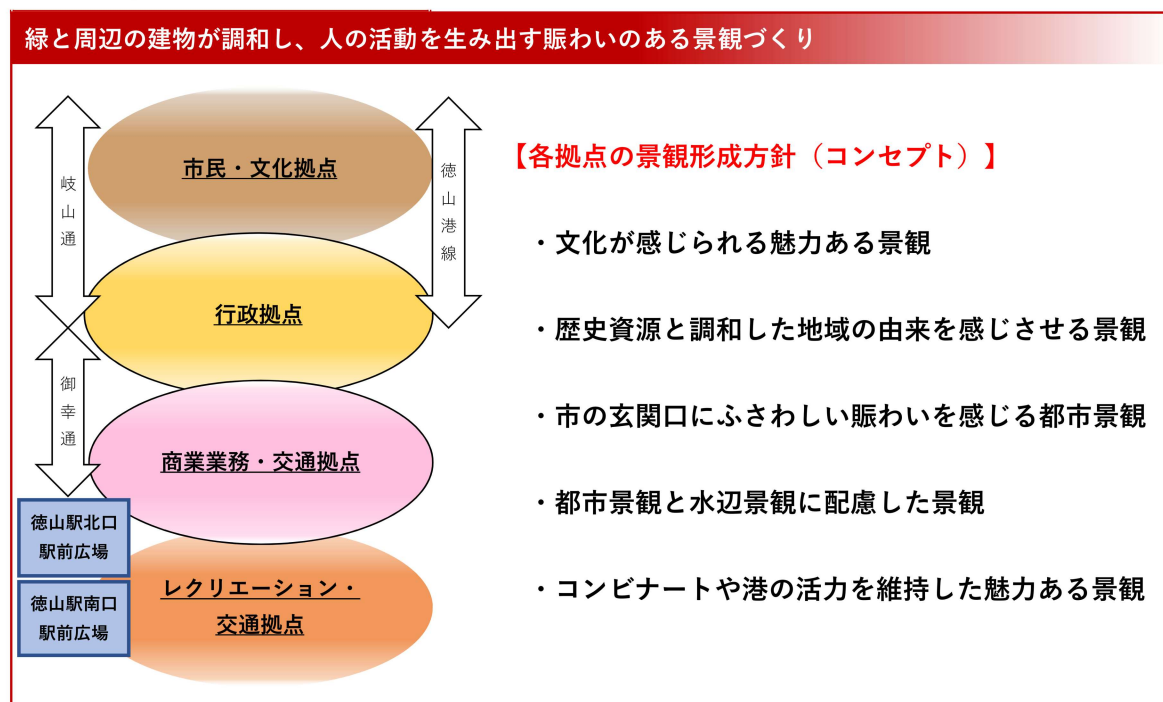 緑と周辺の建物が調和し、人の活動を生み出す賑わいのある景観づくり
市民・文化拠点
岐山通
徳山港線
行政拠点
御幸通
商業業務・交通拠点
徳山駅北口
駅前広場
徳山駅南口
駅前広場
レクリエーション・
交通拠点
【各拠点の景観形成方針（コンセプト）】
・文化が感じられる魅力ある景観
・歴史資源と調和した地域の由来を感じさせる景観
・市の玄関口にふさわしい賑わいを感じる都市景観
・都市景観と水辺景観に配慮した景観
・コンビナートや港の活力を維持した魅力ある景観